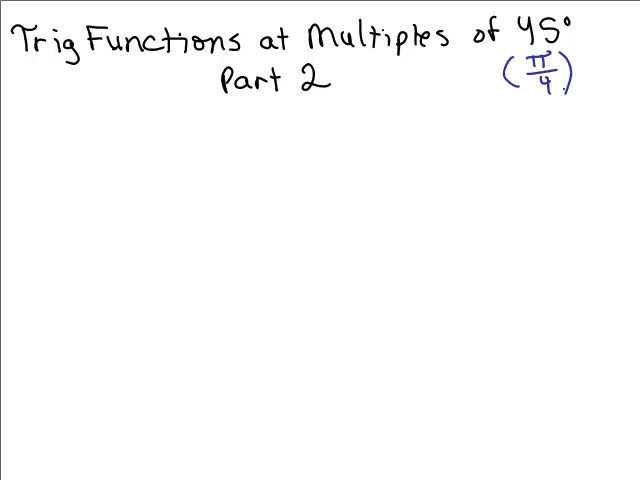 Trig Functions at Multiples of 45°
Part 2 (π/4)